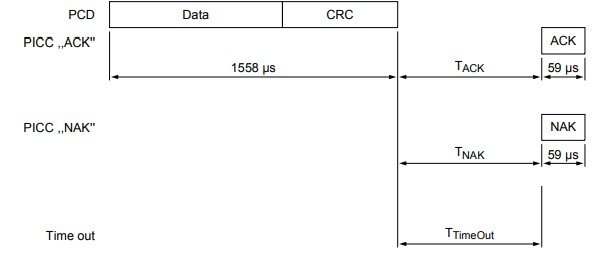 PCD Data CRC
PICC ,,ACK" ACK
1558 µs TACK 59 µs
PICC ,,NAK" NAK
TNAK 59 µs
Time out TTimeOut